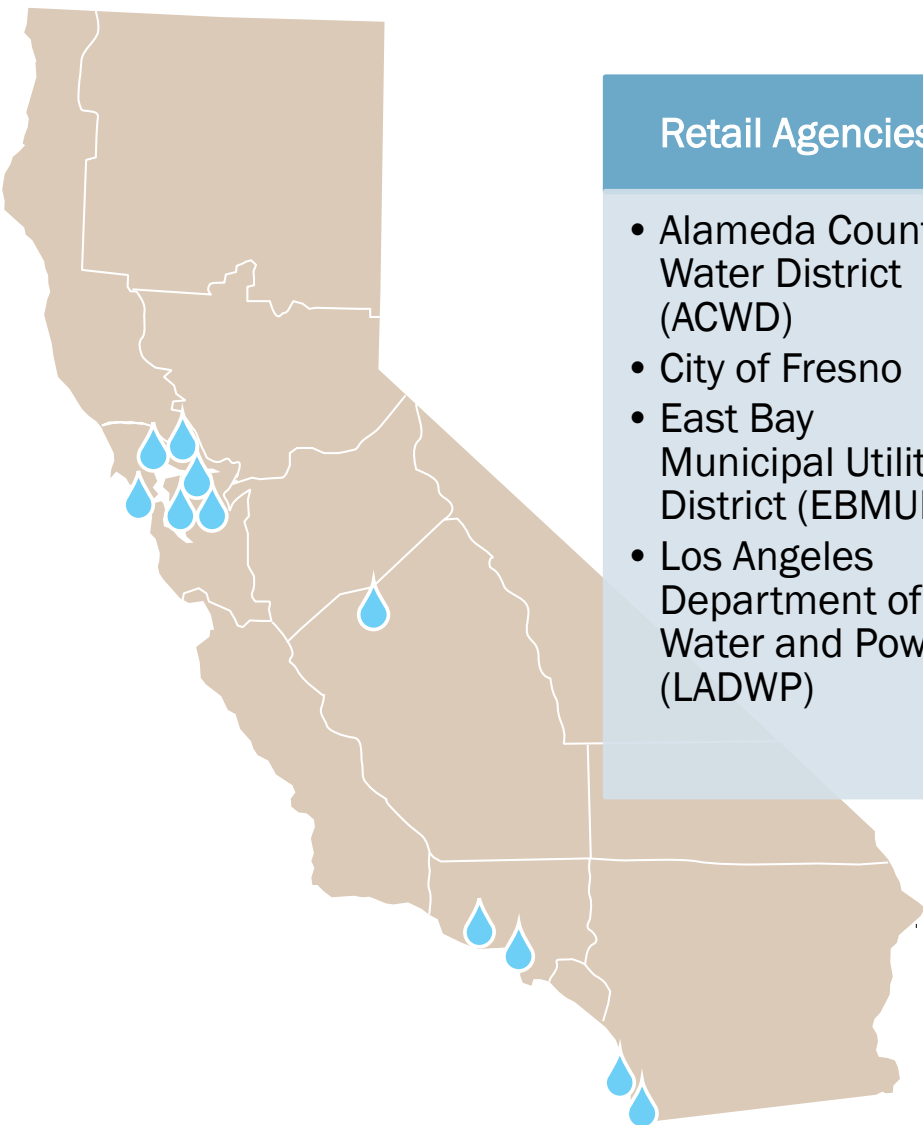 Retail Agencies
• Alameda Count
Water District
(ACWD)
• City of Fresno
• East Bay
Municipal Utilit
District (EBMU
• Los Angeles
Department of
Water and Pow
(LADWP)